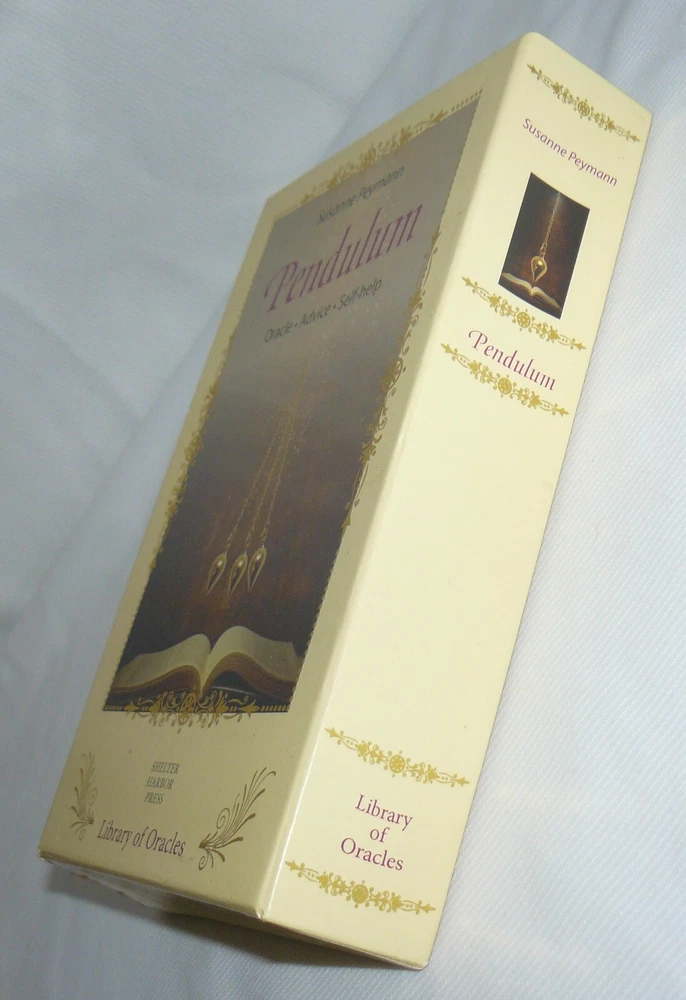 Susanne Peymann
Pendulum
Oracle • Advice • Self-help
SHELTER
HARBOR
PRESS
Library of Oracles
Susanne Peymann
Pendulum
Library
of
Oracles